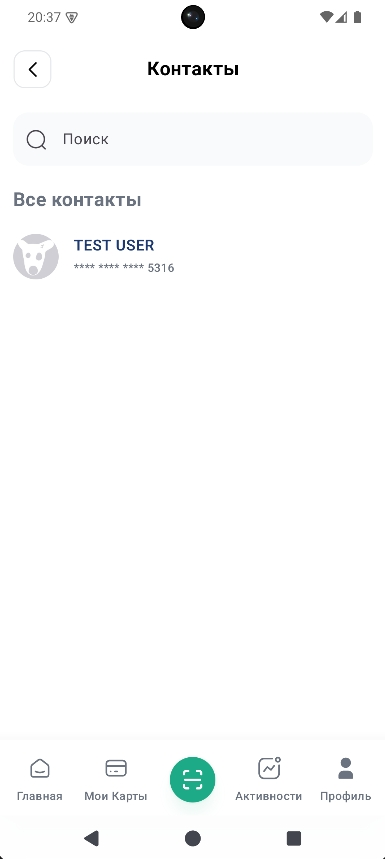 20:37
Контакты
Поиск
Все контакты
TEST USER
**** **** **** 5316
Главная
Мои Карты
Активности
Профиль